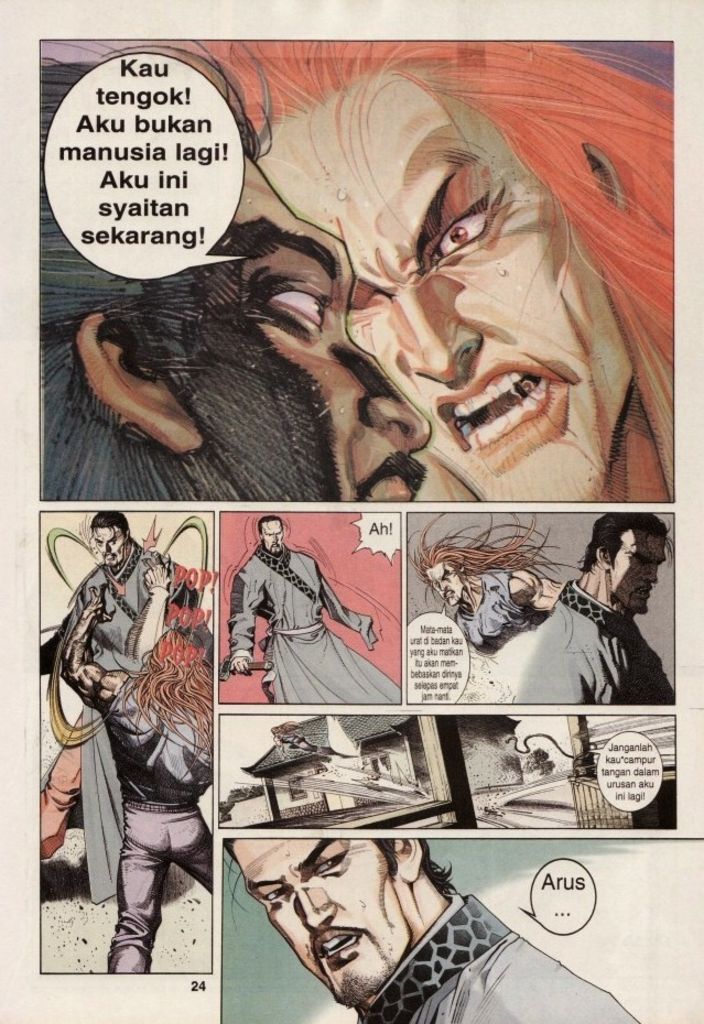 Kau
tengok!
Aku bukan
manusia lagi!
Aku ini
syaitan
sekarang!
POP!
POP!
POP!
Ah!
Mata-mata
urat di badan kau
yang aku matikan
itu akan mem-
bebaskan dirinya
selepas empat
jam nanti.
Janganlah
kau campur
tangan dalam
urusan aku
ini lagi!
Arus
...
24